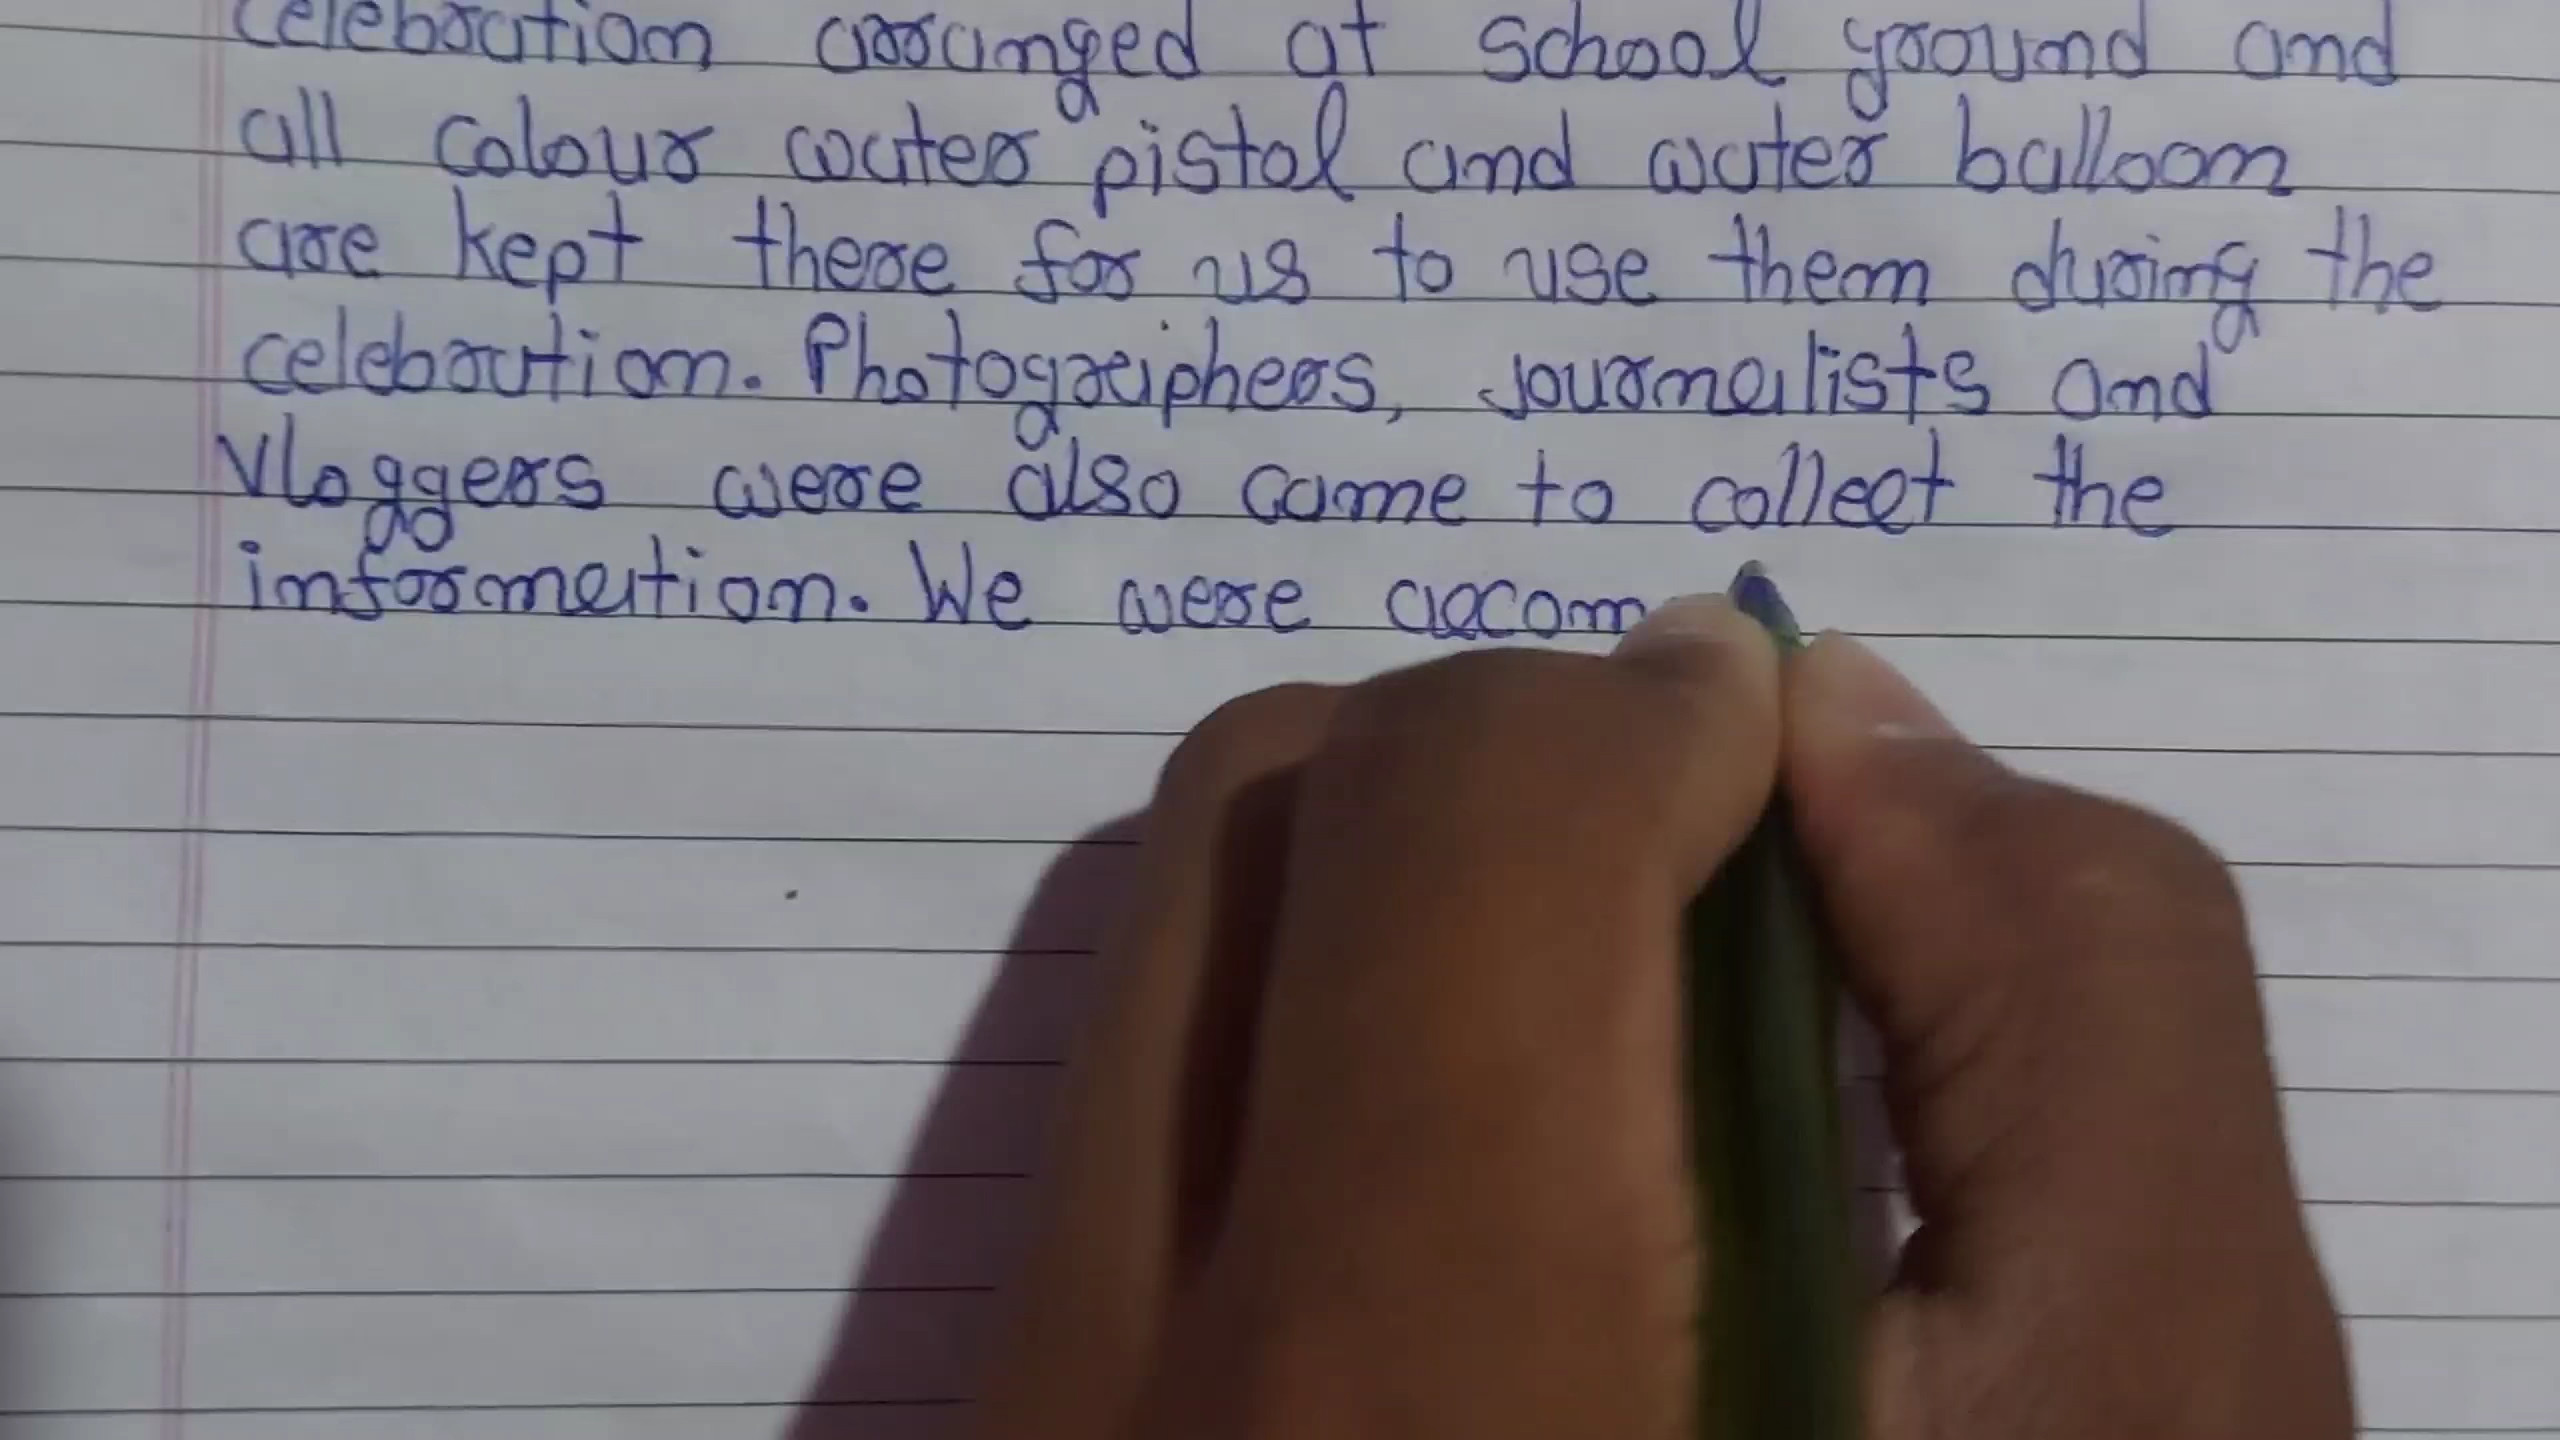 celebration arranged at school ground and
all colour water pistol and water balloon
are kept there for us to use them during the
celebration. Photographers, Journalists and
Vloggers were also came to collect the
information. We were accom